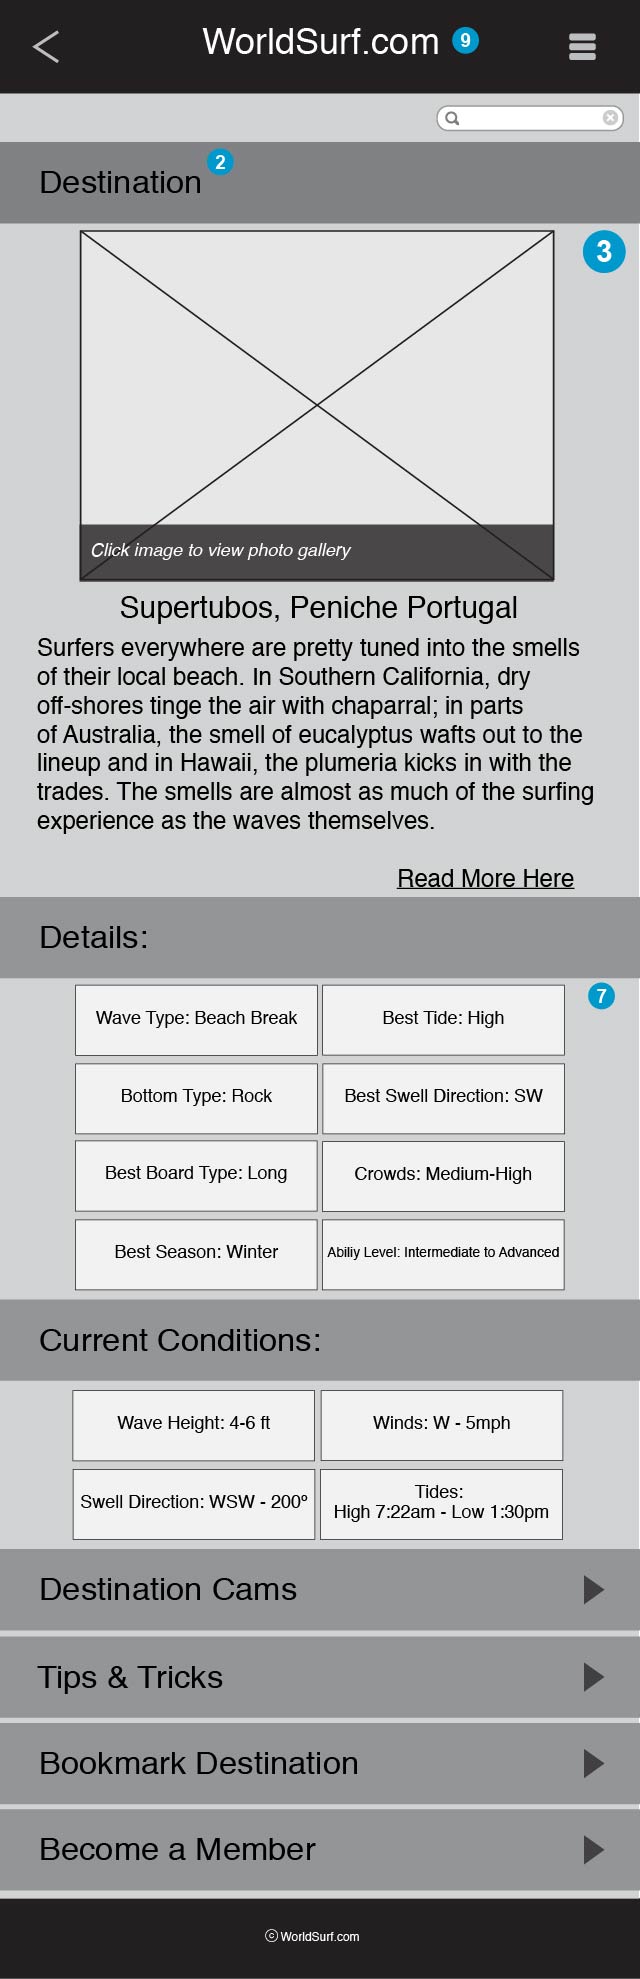 WorldSurf.com 9
Destination 2
3
Click image to view photo gallery
Supertubos, Peniche Portugal
Surfers everywhere are pretty tuned into the smells
of their local beach. In Southern California, dry
off-shores tinge the air with chaparral; in parts
of Australia, the smell of eucalyptus wafts out to the
lineup and in Hawaii, the plumeria kicks in with the
trades. The smells are almost as much of the surfing
experience as the waves themselves.
Read More Here
Details:
7
Wave Type: Beach Break
Best Tide: High
Bottom Type: Rock
Best Swell Direction: SW
Best Board Type: Long
Crowds: Medium-High
Best Season: Winter
Abiliy Level: Intermediate to Advanced
Current Conditions:
Wave Height: 4-6 ft
Winds: W - 5mph
Swell Direction: WSW - 200º
Tides:
High 7:22am - Low 1:30pm
Destination Cams
Tips & Tricks
Bookmark Destination
Become a Member
© WorldSurf.com